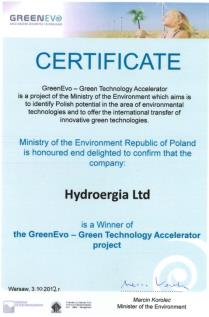 GREENEVO
CERTIFICATE
GreenEvo – Green Technology Accelerator
is a project of the Ministry of the Environment which aims is
to identify Polish potential in the area of environmental
technologies and to offer the international transfer of
innovative green technologies.
Ministry of the Environment Republic of Poland
is honoured end delighted to confirm that the
company:
Hydroergia Ltd
is a Winner of
the GreenEvo – Green Technology Accelerator
project
Warsaw, 3.10.2012 r.
Marcin Korolec
Minister of the Environment